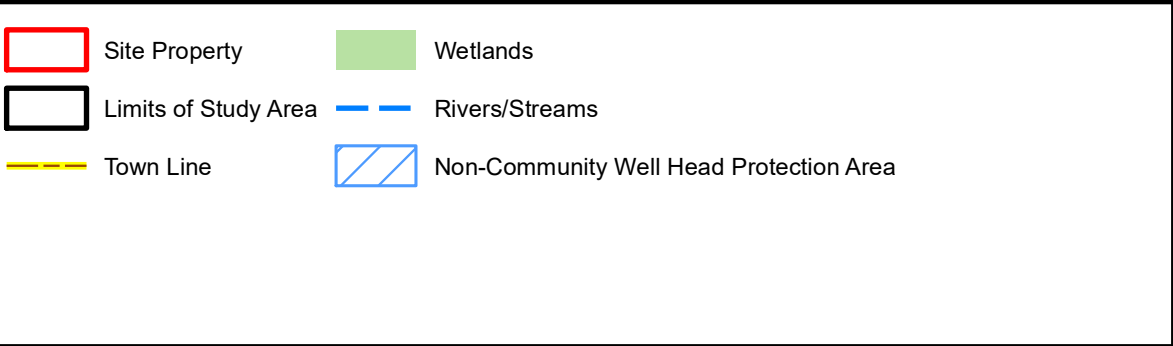 Site Property
Wetlands
Limits of Study Area
Rivers/Streams
Town Line
Non-Community Well Head Protection Area